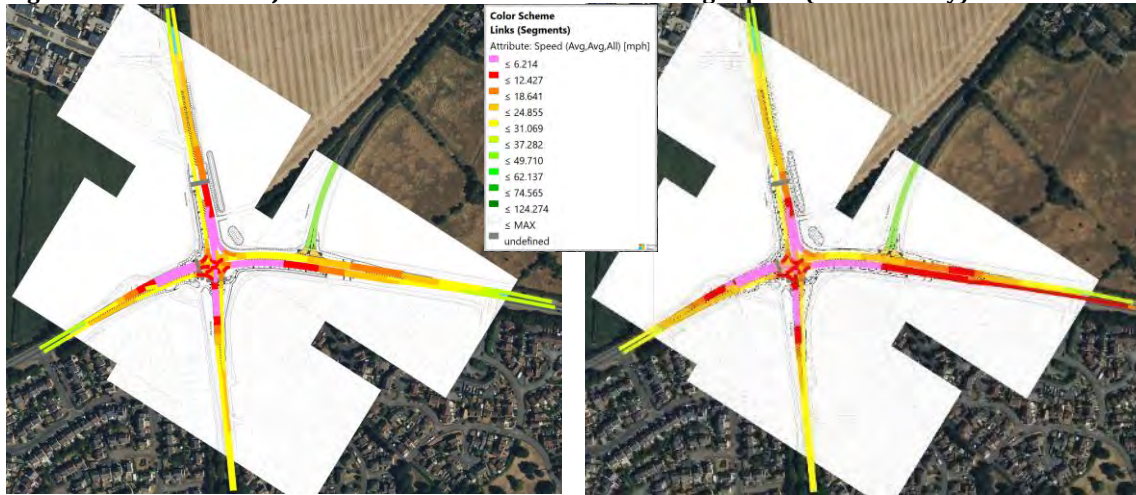 Color Scheme
Links (Segments)
Attribute: Speed (Avg,Avg,All) [mph]
≤ 6.214
≤ 12.427
≤ 18.641
≤ 24.855
≤ 31.069
≤ 37.282
≤ 49.710
≤ 62.137
≤ 74.565
≤ 124.274
≤ MAX
undefined